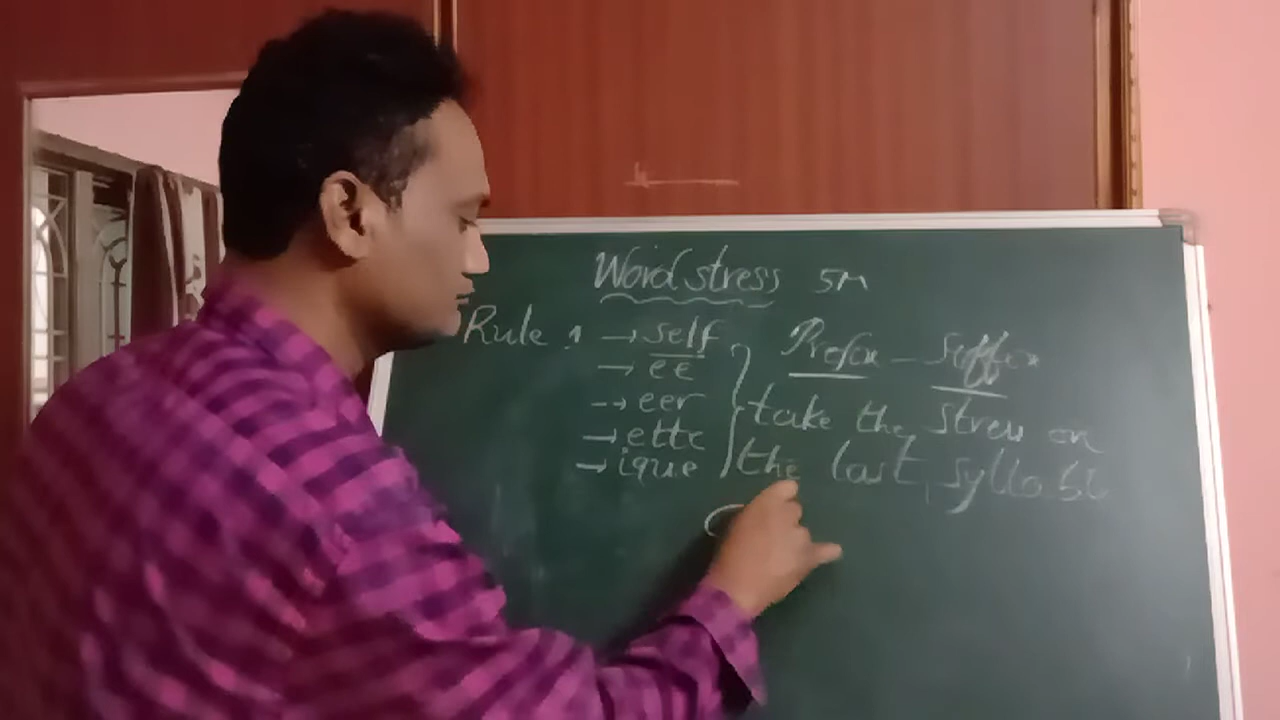 Word stress 5M
Rule 1 → self Prefix – Suffix
→ ee
→ eer take the stress on
→ ette
→ ique the last syllable